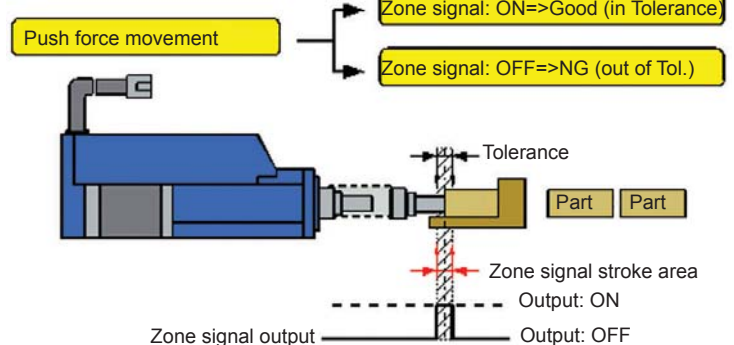 Zone signal: ON=>Good (in Tolerance)
Push force movement
Zone signal: OFF=>NG (out of Tol.)
Tolerance
Part
Part
Zone signal stroke area
Output: ON
Zone signal output
Output: OFF